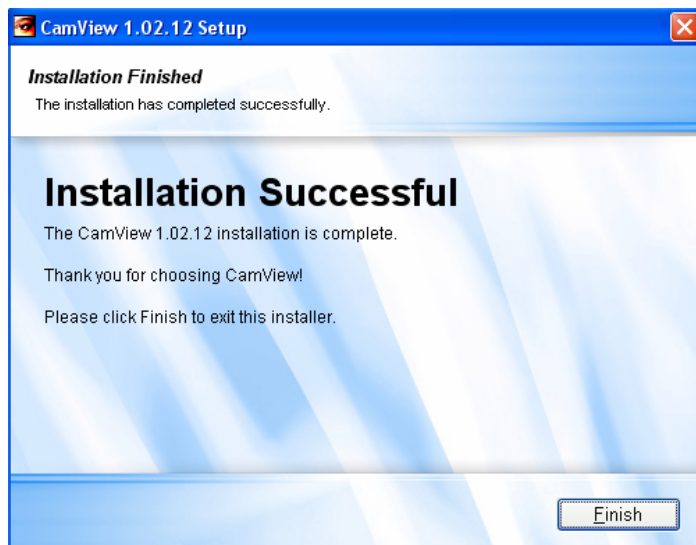 CamView 1.02.12 Setup
Installation Finished
The installation has completed successfully.
Installation Successful
The CamView 1.02.12 installation is complete.
Thank you for choosing CamView!
Please click Finish to exit this installer.
Finish